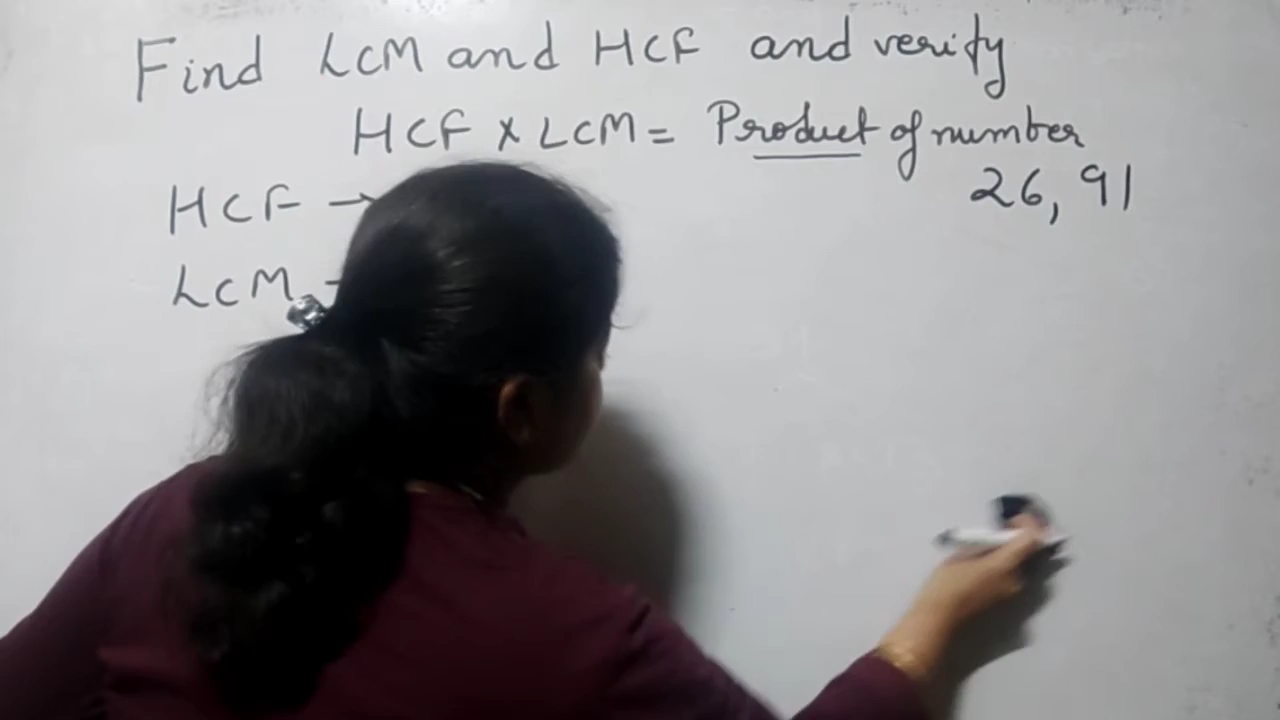 Find LCM and HCF and verify
HCF × LCM = Product of number
26, 91
HCF →
LCM